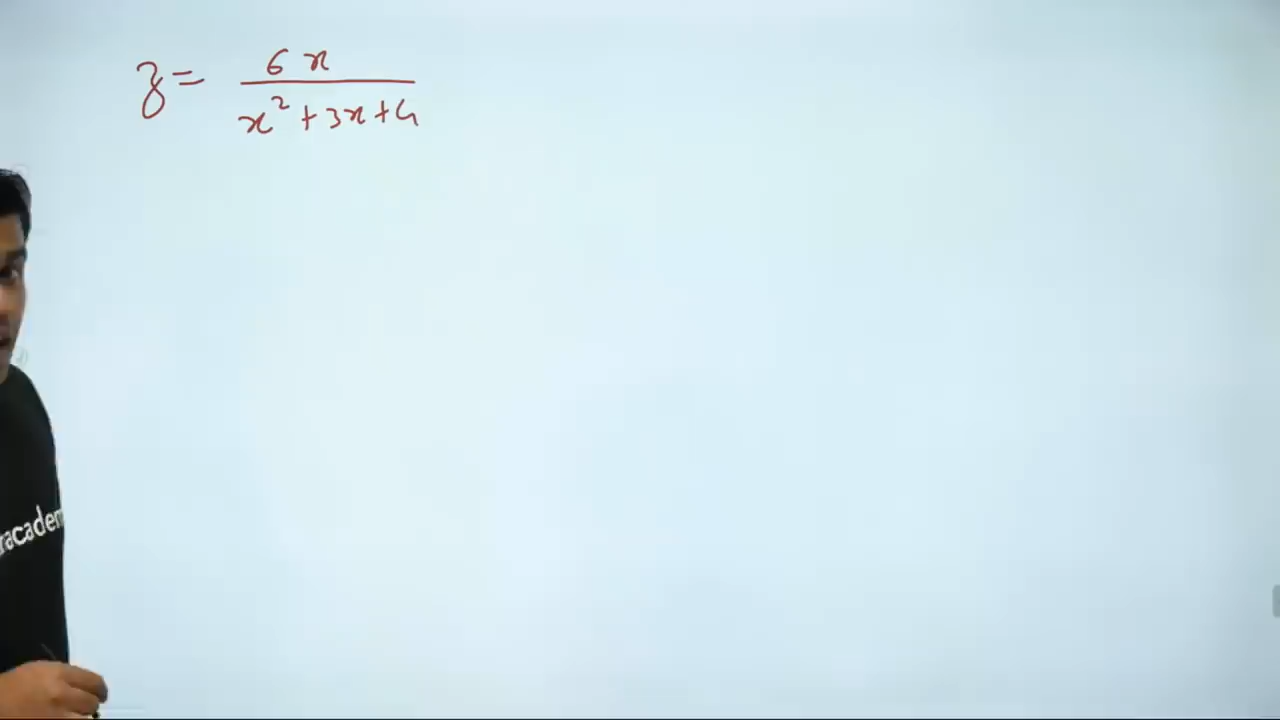 z = 6x / (x² + 3x + 4)
racadem